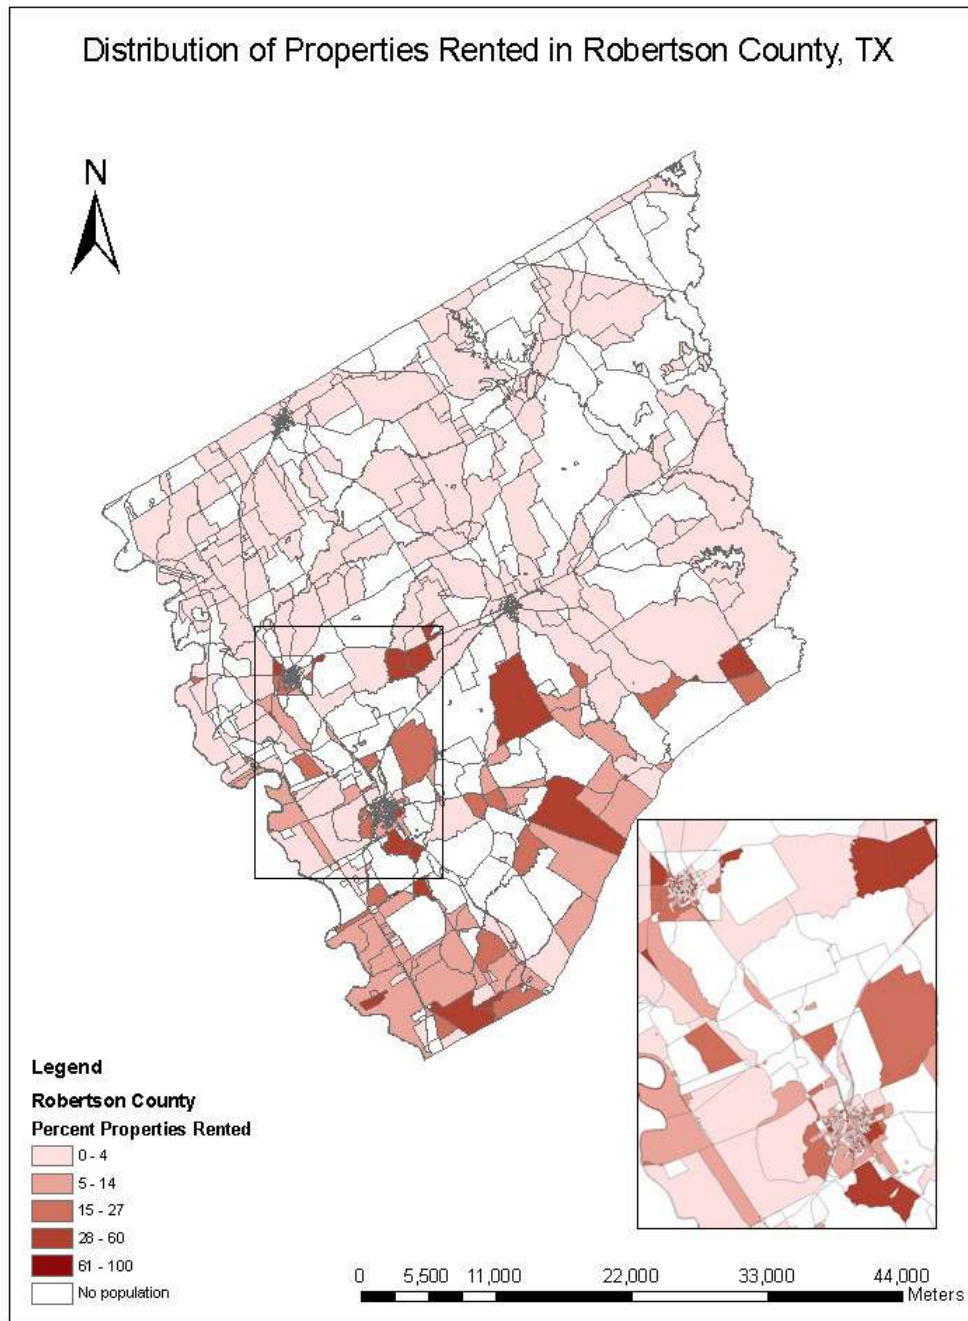 Distribution of Properties Rented in Robertson County, TX
N
Legend
Robertson County
Percent Properties Rented
0 - 4
5 - 14
15 - 27
28 - 60
61 - 100
No population
0 5,500 11,000 22,000 33,000 44,000
Meters